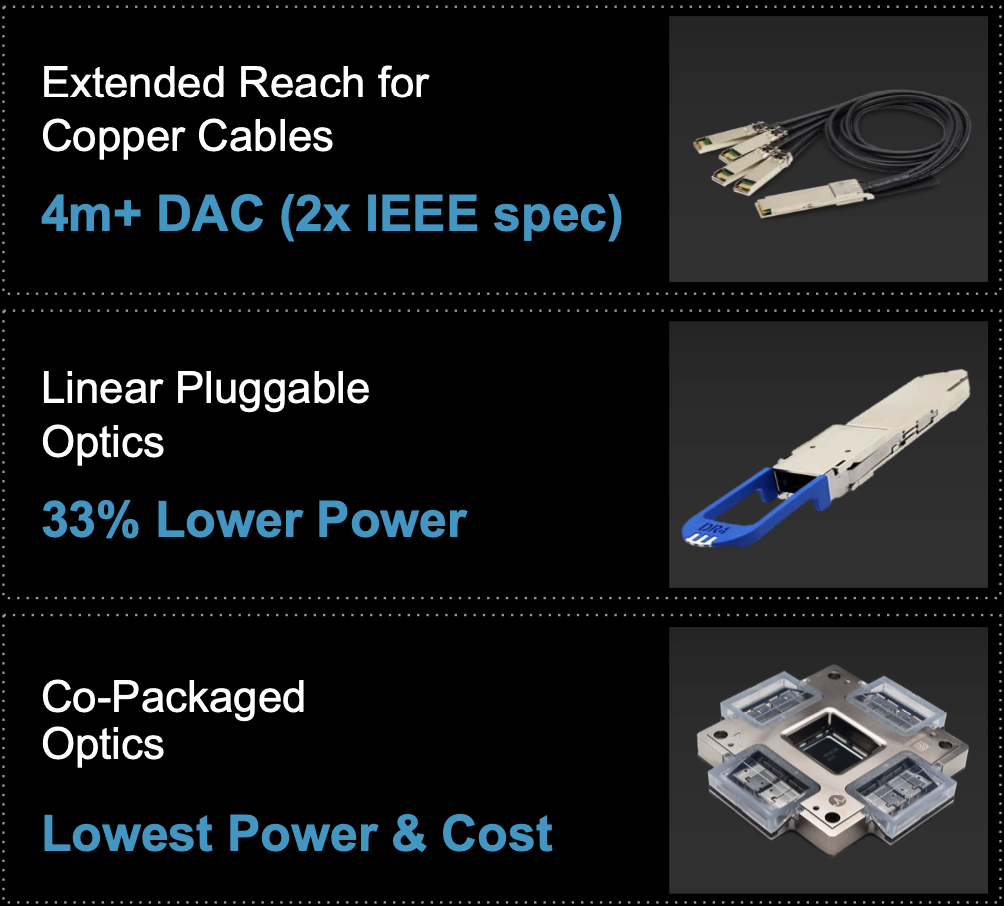 Extended Reach for
Copper Cables
4m+ DAC (2x IEEE spec)
Linear Pluggable
Optics
33% Lower Power
DR4
Co-Packaged
Optics
Lowest Power & Cost